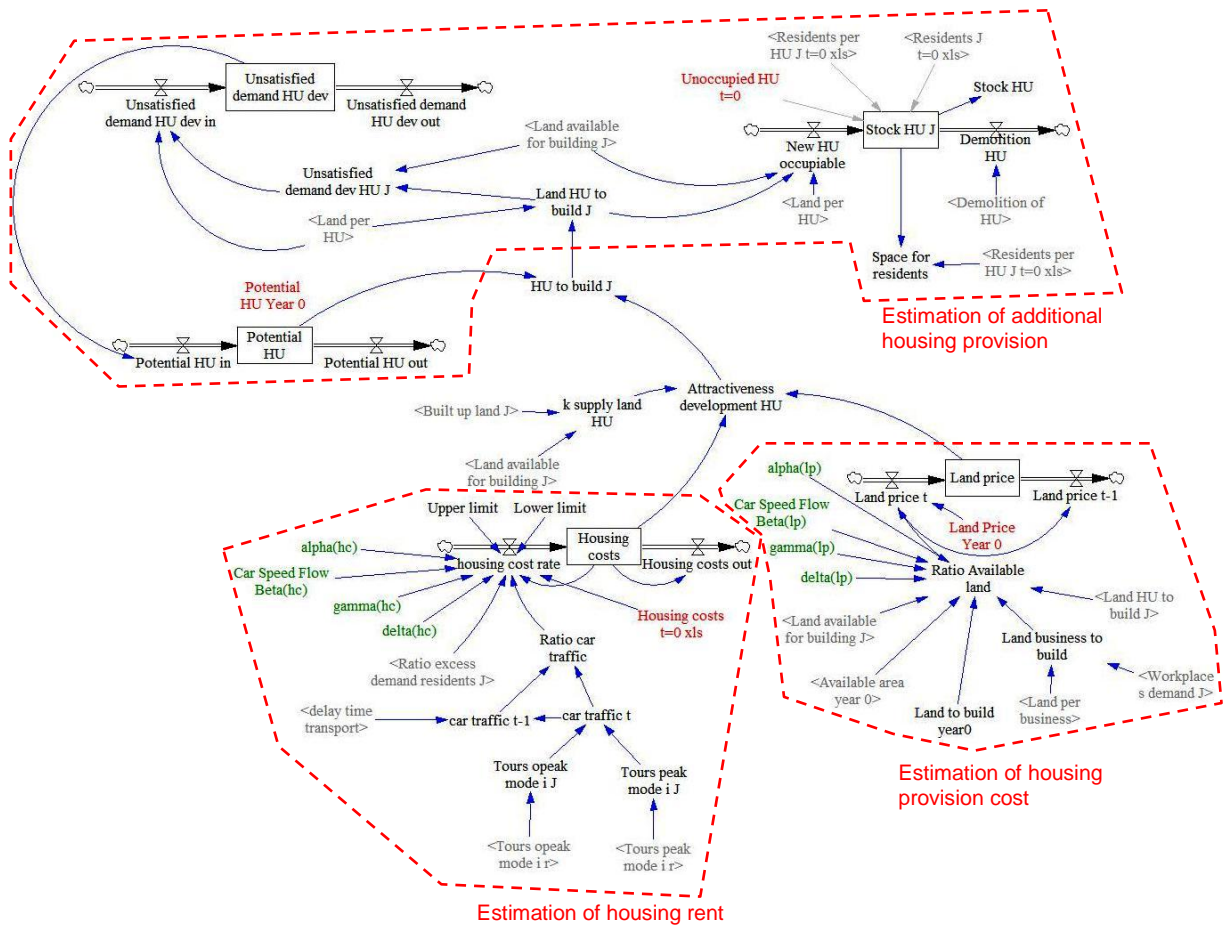 <Residents per
HU J t=0 xls>
<Residents J
t=0 xls>
Unsatisfied
demand HU dev
Unsatisfied
demand HU dev in
Unsatisfied demand
HU dev out
Unoccupied HU
t=0
Stock HU
Stock HU J
New HU
occupiable
Demolition
HU
<Land available
for building J>
Unsatisfied
demand dev HU J
Land HU to
build J
<Land per
HU>
<Land per
HU>
<Demolition of
HU>
Space for
residents
<Residents per
HU J t=0 xls>
Potential
HU Year 0
HU to build J
Estimation of additional
housing provision
Potential
HU
Potential HU in
Potential HU out
<Built up land J>
k supply land
HU
Attractiveness
development HU
<Land available
for building J>
alpha(lp)
Land price
Land price t
Land price t-1
Car Speed Flow
Beta(lp)
Land Price
Year 0
gamma(lp)
delta(lp)
Ratio Available
land
<Land HU to
build J>
<Land available
for building J>
Land business to
build
<Available area
year 0>
<Workplace
s demand J>
<Land per
business>
Land to build
year0
Estimation of housing
provision cost
Upper limit
Lower limit
Housing
costs
alpha(hc)
housing cost rate
Housing costs out
Car Speed Flow
Beta(hc)
gamma(hc)
delta(hc)
Housing costs
t=0 xls
<Ratio excess
demand residents J>
Ratio car
traffic
<delay time
transport>
car traffic t-1
car traffic t
Tours opeak
mode i J
Tours peak
mode i J
<Tours opeak
mode i r>
<Tours peak
mode i r>
Estimation of housing rent